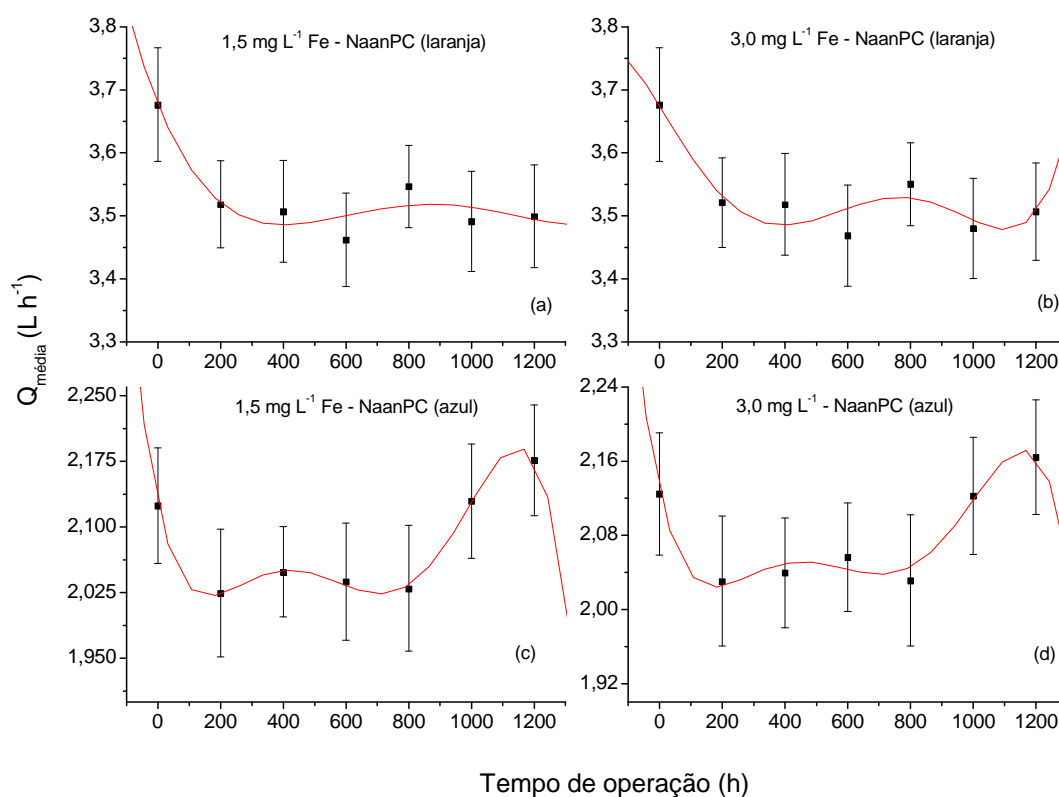 Q média (L h-1)
1,5 mg L-1 Fe - NaanPC (laranja)
3,8
3,7
3,6
3,5
3,4
3,3
0 200 400 600 800 1000 1200
(a)
3,0 mg L-1 Fe - NaanPC (laranja)
3,8
3,7
3,6
3,5
3,4
3,3
0 200 400 600 800 1000 1200
(b)
1,5 mg L-1 Fe - NaanPC (azul)
2,250
2,175
2,100
2,025
1,950
0 200 400 600 800 1000 1200
(c)
3,0 mg L-1 - NaanPC (azul)
2,24
2,16
2,08
2,00
1,92
0 200 400 600 800 1000 1200
(d)
Tempo de operação (h)